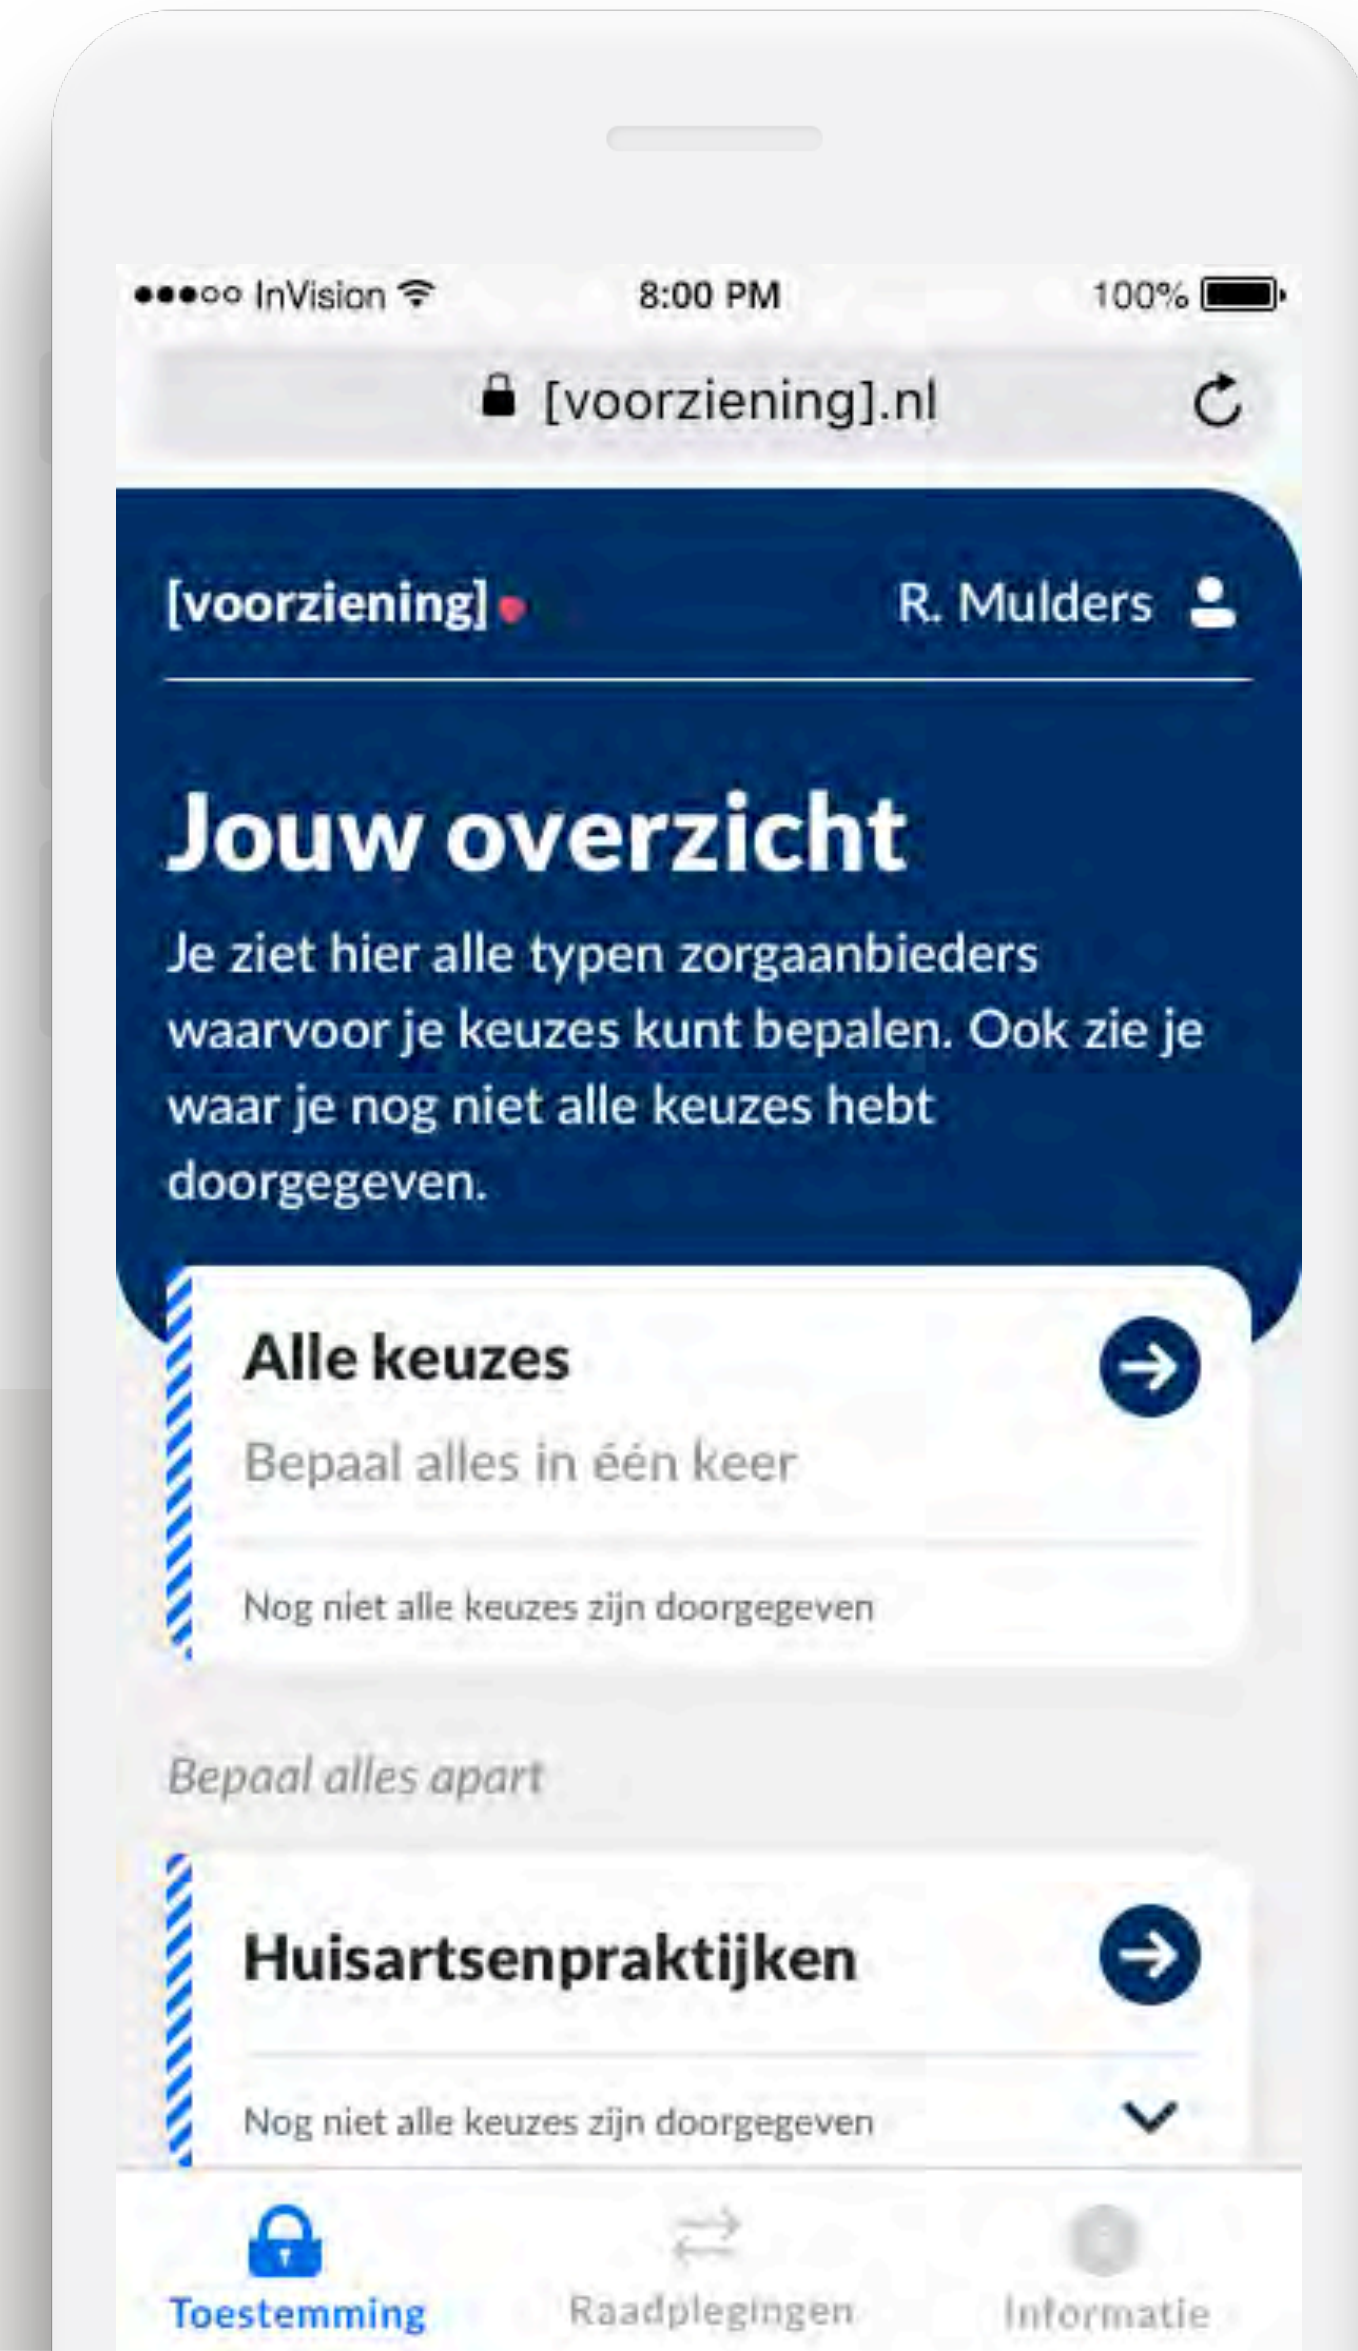 InVision
8:00 PM
100%
[voorziening].nl
[voorziening]
R. Mulders
Jouw overzicht
Je ziet hier alle typen zorgaanbieders
waarvoor je keuzes kunt bepalen. Ook zie je
waar je nog niet alle keuzes hebt
doorgegeven.
Alle keuzes
Bepaal alles in één keer
Nog niet alle keuzes zijn doorgegeven
Bepaal alles apart
Huisartsenpraktijken
Nog niet alle keuzes zijn doorgegeven
Toestemming
Raadplegingen
Informatie